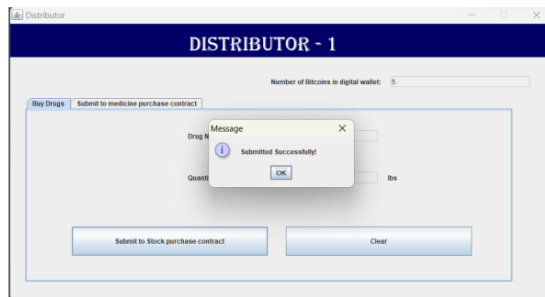 Distributor
DISTRIBUTOR - 1
Number of Bitcoins in digital wallet: 5
Buy Drugs Submit to medicine purchase contract
Message
Drug N
Submitted Successfully!
OK
Quanti lbs
Submit to Stock purchase contract Clear